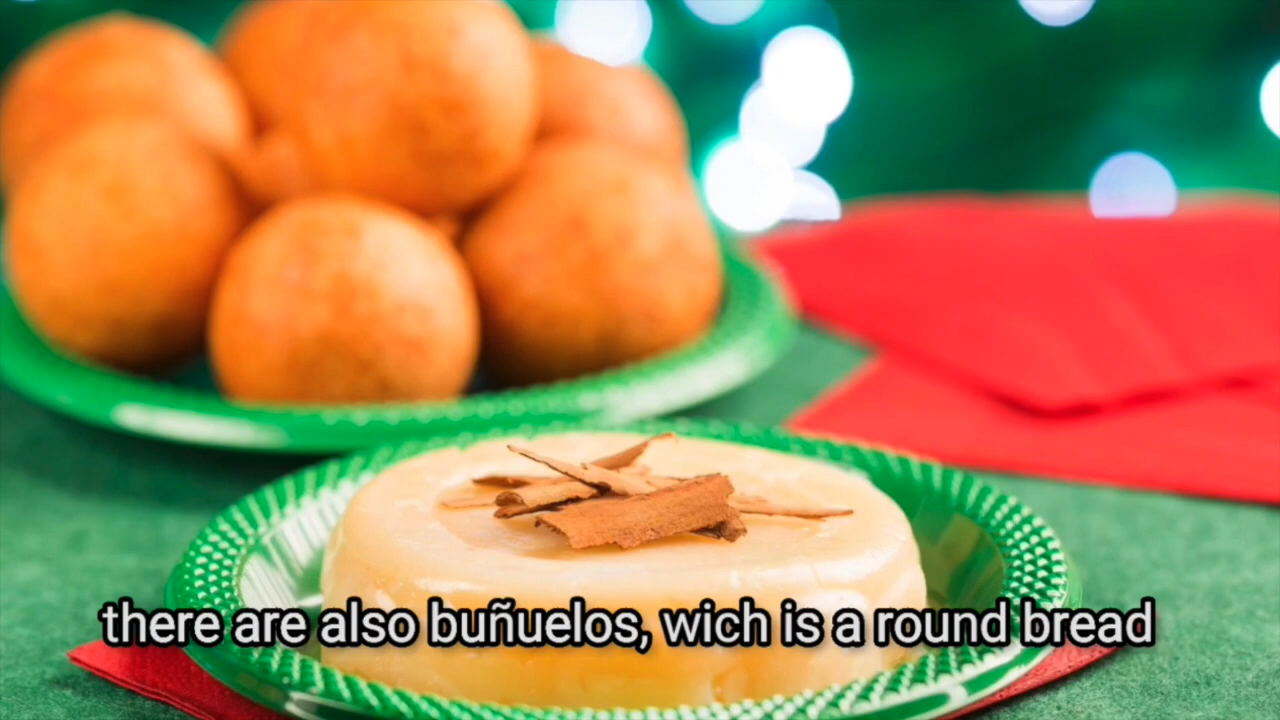 there are also buñuelos, wich is a round bread